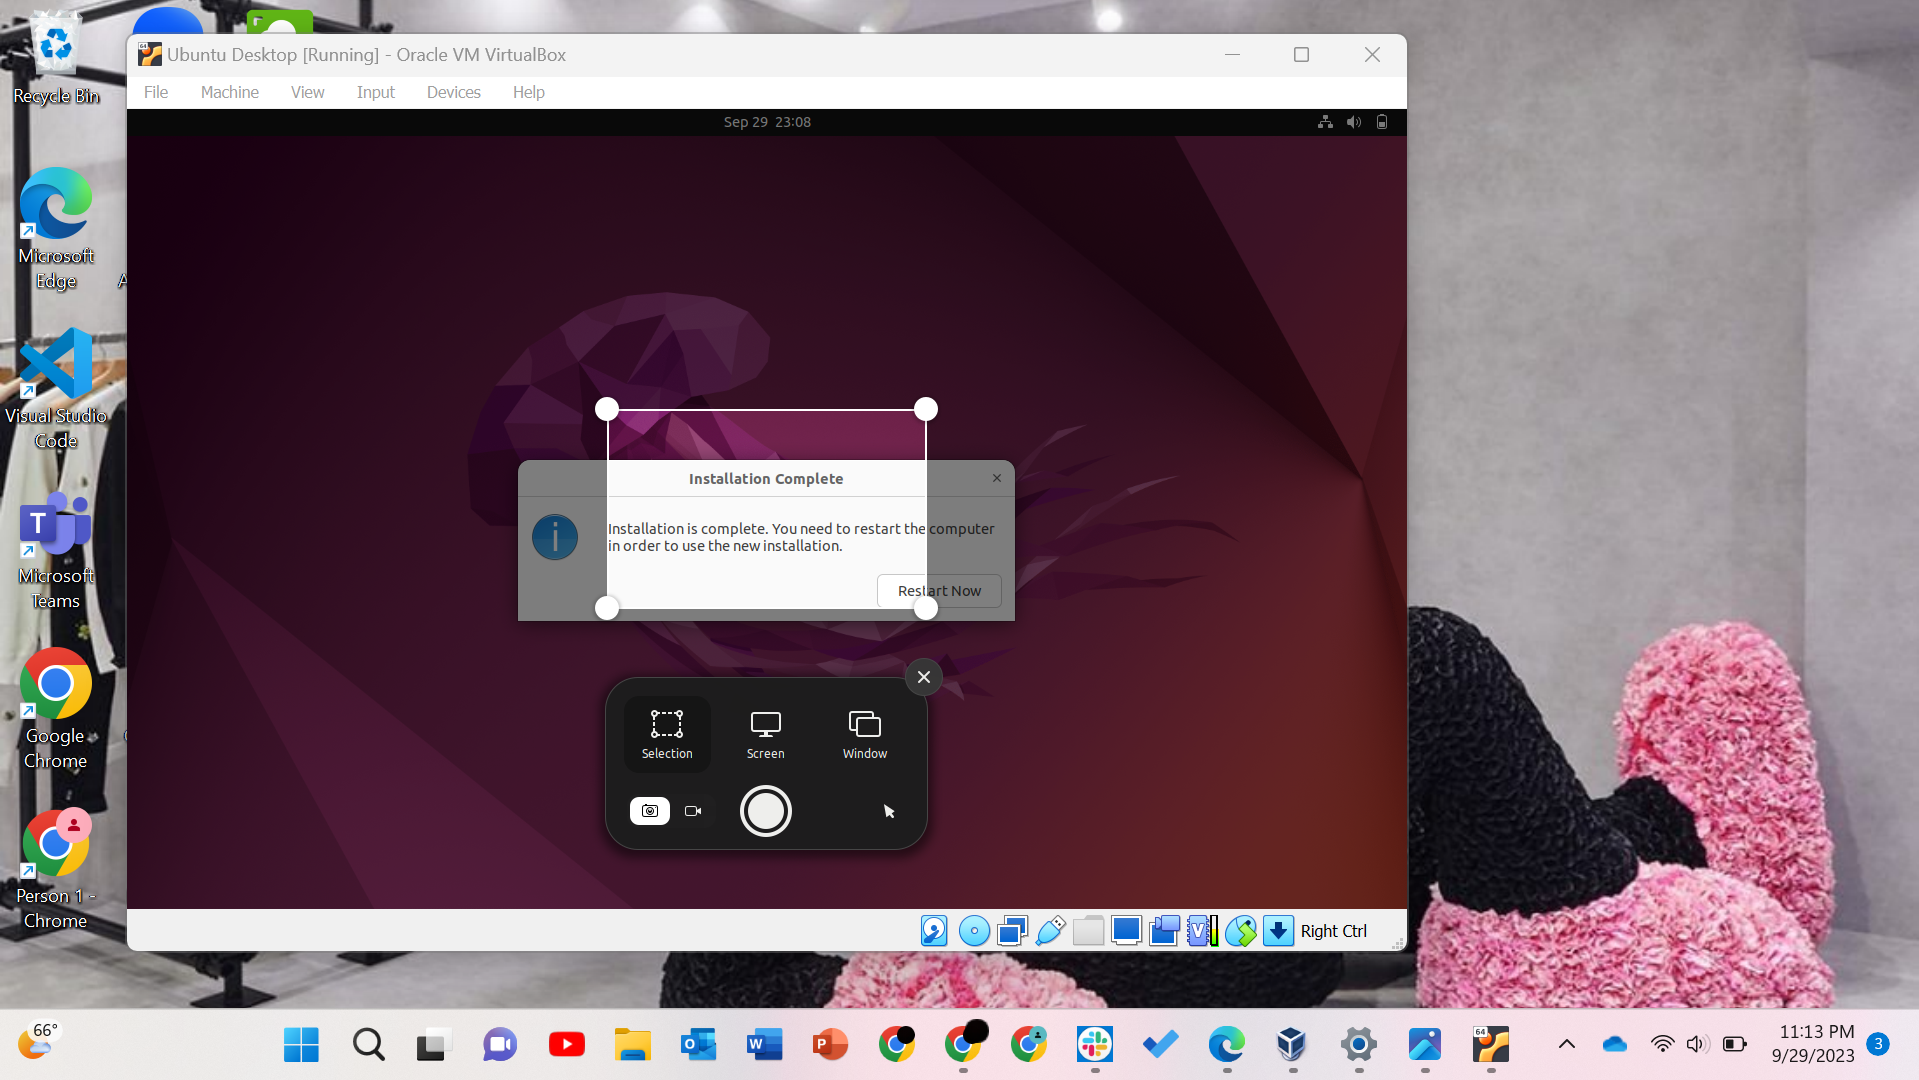 Recycle Bin
Microsoft
Edge
Visual Studio
Code
Microsoft
Teams
Google
Chrome
Person 1 -
Chrome
Ubuntu Desktop [Running] - Oracle VM VirtualBox
File Machine View Input Devices Help
Sep 29 23:08
Installation Complete
Installation is complete. You need to restart the computer
in order to use the new installation.
Restart Now
Selection Screen Window
Right Ctrl
66°
11:13 PM
9/29/2023
3